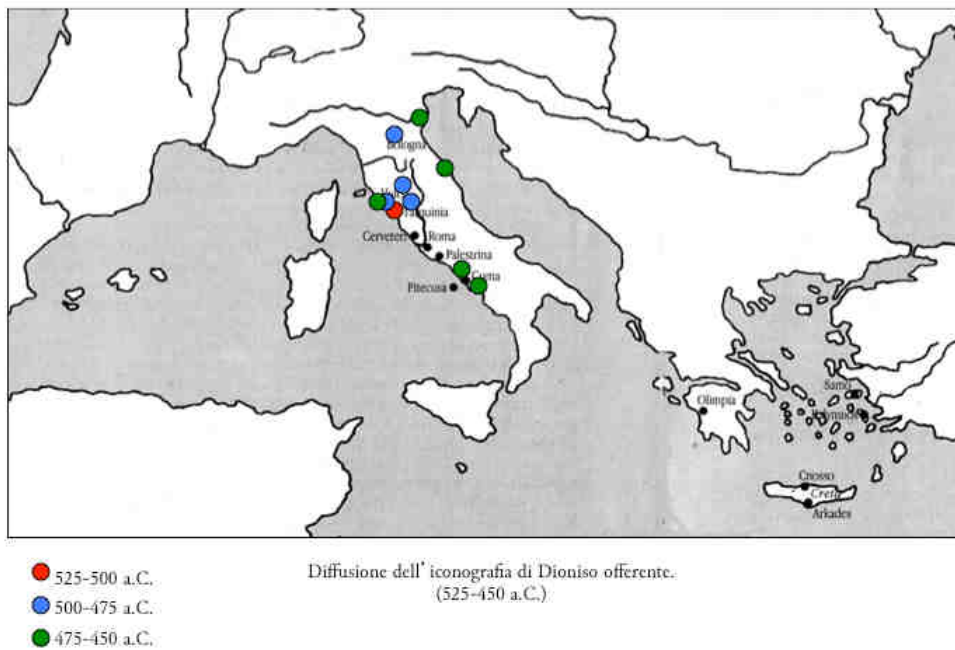 Bologna
Tarquinia
Cerveteri
Roma
Palestrina
Cuma
Pitecusa
Olimpia
Samo
Cnosso
Creta
Arkades
525-500 a.C.
500-475 a.C.
475-450 a.C.
Diffusione dell' iconografia di Dioniso offerente.
(525-450 a.C.)